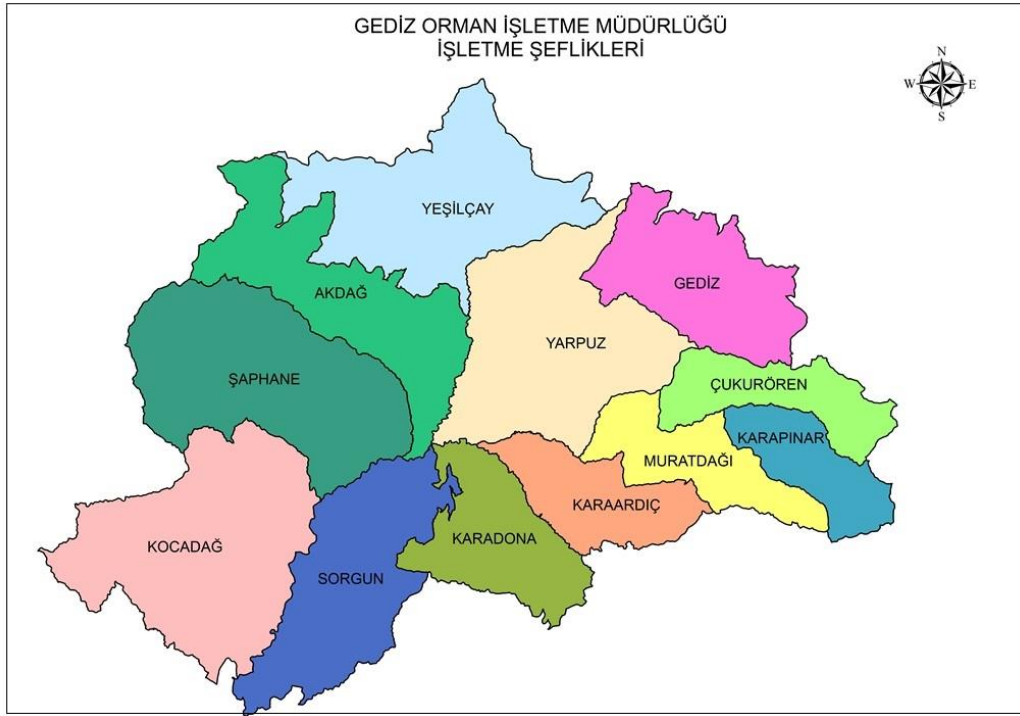 GEDİZ ORMAN İŞLETME MÜDÜRLÜĞÜ
İŞLETME ŞEFLİKLERİ
N
W E
S
YEŞİLÇAY
GEDİZ
AKDAĞ
YARPUZ
ŞAPHANE
ÇUKURÖREN
KARAPINAR
MURATDAĞI
KARAARDIÇ
KARADONA
KOCADAĞ
SORGUN